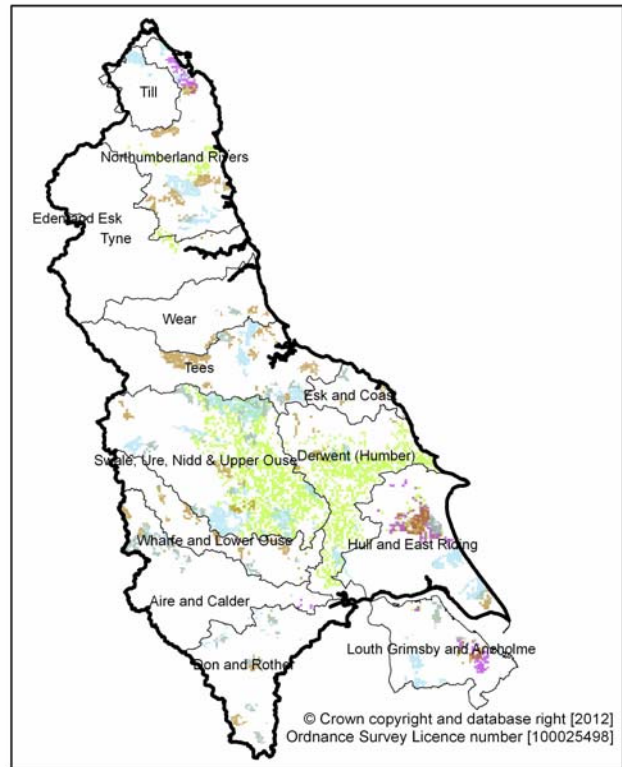 Till
Northumberland Rivers
Eden and Esk
Tyne
Wear
Tees
Esk and Coast
Swale, Ure, Nidd & Upper Ouse
Derwent (Humber)
Wharfe and Lower Ouse
Hull and East Riding
Aire and Calder
Don and Rother
Louth Grimsby and Ancholme
© Crown copyright and database right [2012]
Ordnance Survey Licence number [100025498]